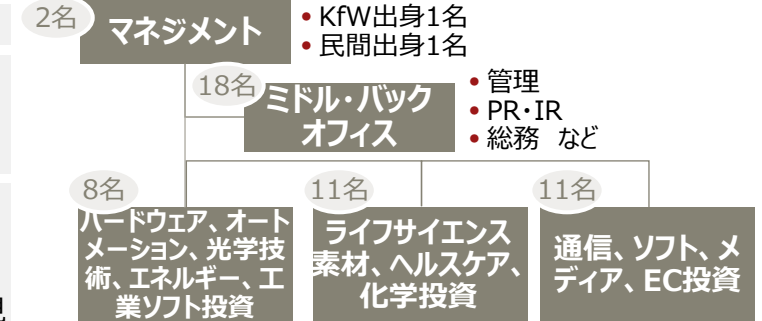 2名
マネジメント
• KfW出身1名
• 民間出身1名
18名
ミドル・バック
オフィス
• 管理
• PR・IR
• 総務 など
8名
ハードウェア、オート
メーション、光学技
術、エネルギー、工
業ソフト投資
11名
ライフサイエンス
素材、ヘルスケア、
化学投資
11名
通信、ソフト、メ
ディア、EC投資